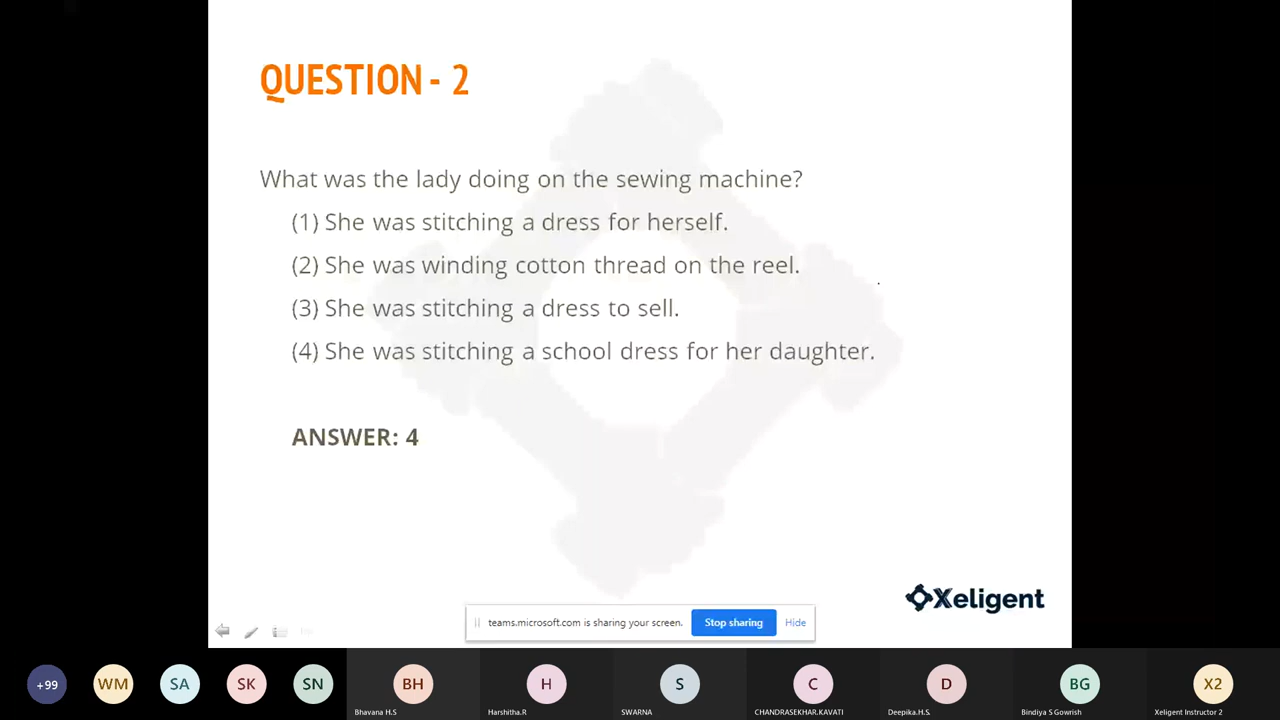 QUESTION - 2
What was the lady doing on the sewing machine?
(1) She was stitching a dress for herself.
(2) She was winding cotton thread on the reel.
(3) She was stitching a dress to sell.
(4) She was stitching a school dress for her daughter.
ANSWER: 4
Xeligent
teams.microsoft.com is sharing your screen.
Stop sharing
Hide
+99
WM
SA
SK
SN
BH
H
S
C
D
BG
X2
Bhavana H.S
Harshitha.R
SWARNA
CHANDRASEKHAR.KAVATI
Deepika.H.S.
Bindiya S Gowrish
Xeligent Instructor 2